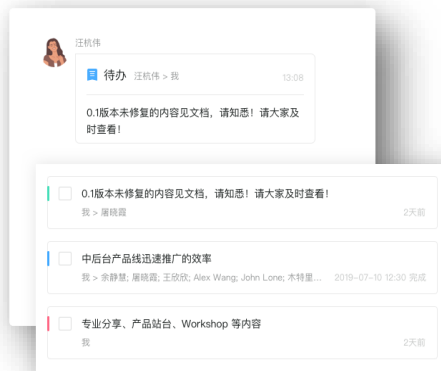 汪杭伟
待办 汪杭伟 > 我 13:08
0.1版本未修复的内容见文档，请知悉！请大家及
时查看！
0.1版本未修复的内容见文档，请知悉！请大家及时查看！
我 > 屠晓霞 2天前
中后台产品线迅速推广的效率
我 > 余静慧; 屠晓霞; 王欣欣; Alex Wang; John Lone; 木特里... 2019-07-10 12:30 完成
专业分享、产品站台、Workshop 等内容
我 2天前